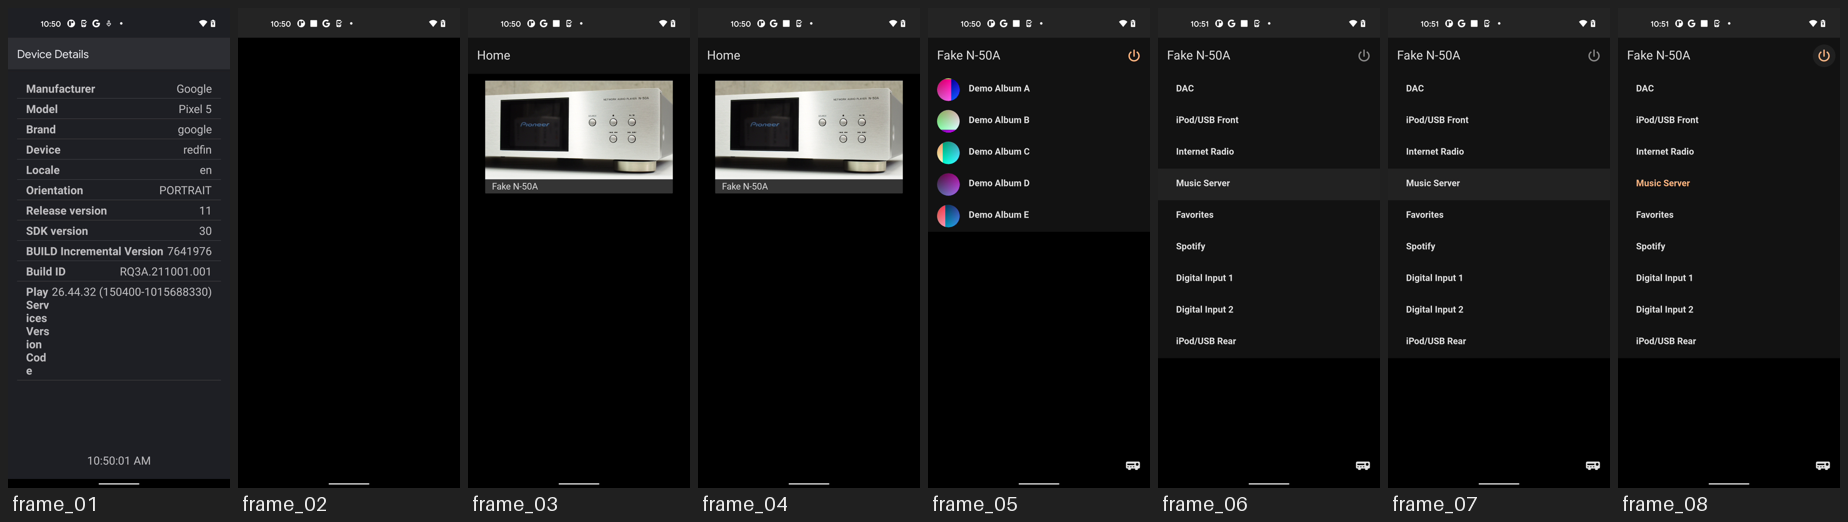 10:50
Device Details
Manufacturer Google
Model Pixel 5
Brand google
Device redfin
Locale en
Orientation PORTRAIT
Release version 11
SDK version 30
BUILD Incremental Version 7641976
Build ID RQ3A.211001.001
Play 26.44.32 (150400-1015688330)
Serv
ices
Vers
ion
Cod
e
10:50:01 AM
frame_01
10:50
frame_02
10:50
Home
Pioneer
Fake N-50A
frame_03
10:50
Home
Pioneer
Fake N-50A
frame_04
10:50
Fake N-50A
Demo Album A
Demo Album B
Demo Album C
Demo Album D
Demo Album E
frame_05
10:51
Fake N-50A
DAC
iPod/USB Front
Internet Radio
Music Server
Favorites
Spotify
Digital Input 1
Digital Input 2
iPod/USB Rear
frame_06
10:51
Fake N-50A
DAC
iPod/USB Front
Internet Radio
Music Server
Favorites
Spotify
Digital Input 1
Digital Input 2
iPod/USB Rear
frame_07
10:51
Fake N-50A
DAC
iPod/USB Front
Internet Radio
Music Server
Favorites
Spotify
Digital Input 1
Digital Input 2
iPod/USB Rear
frame_08